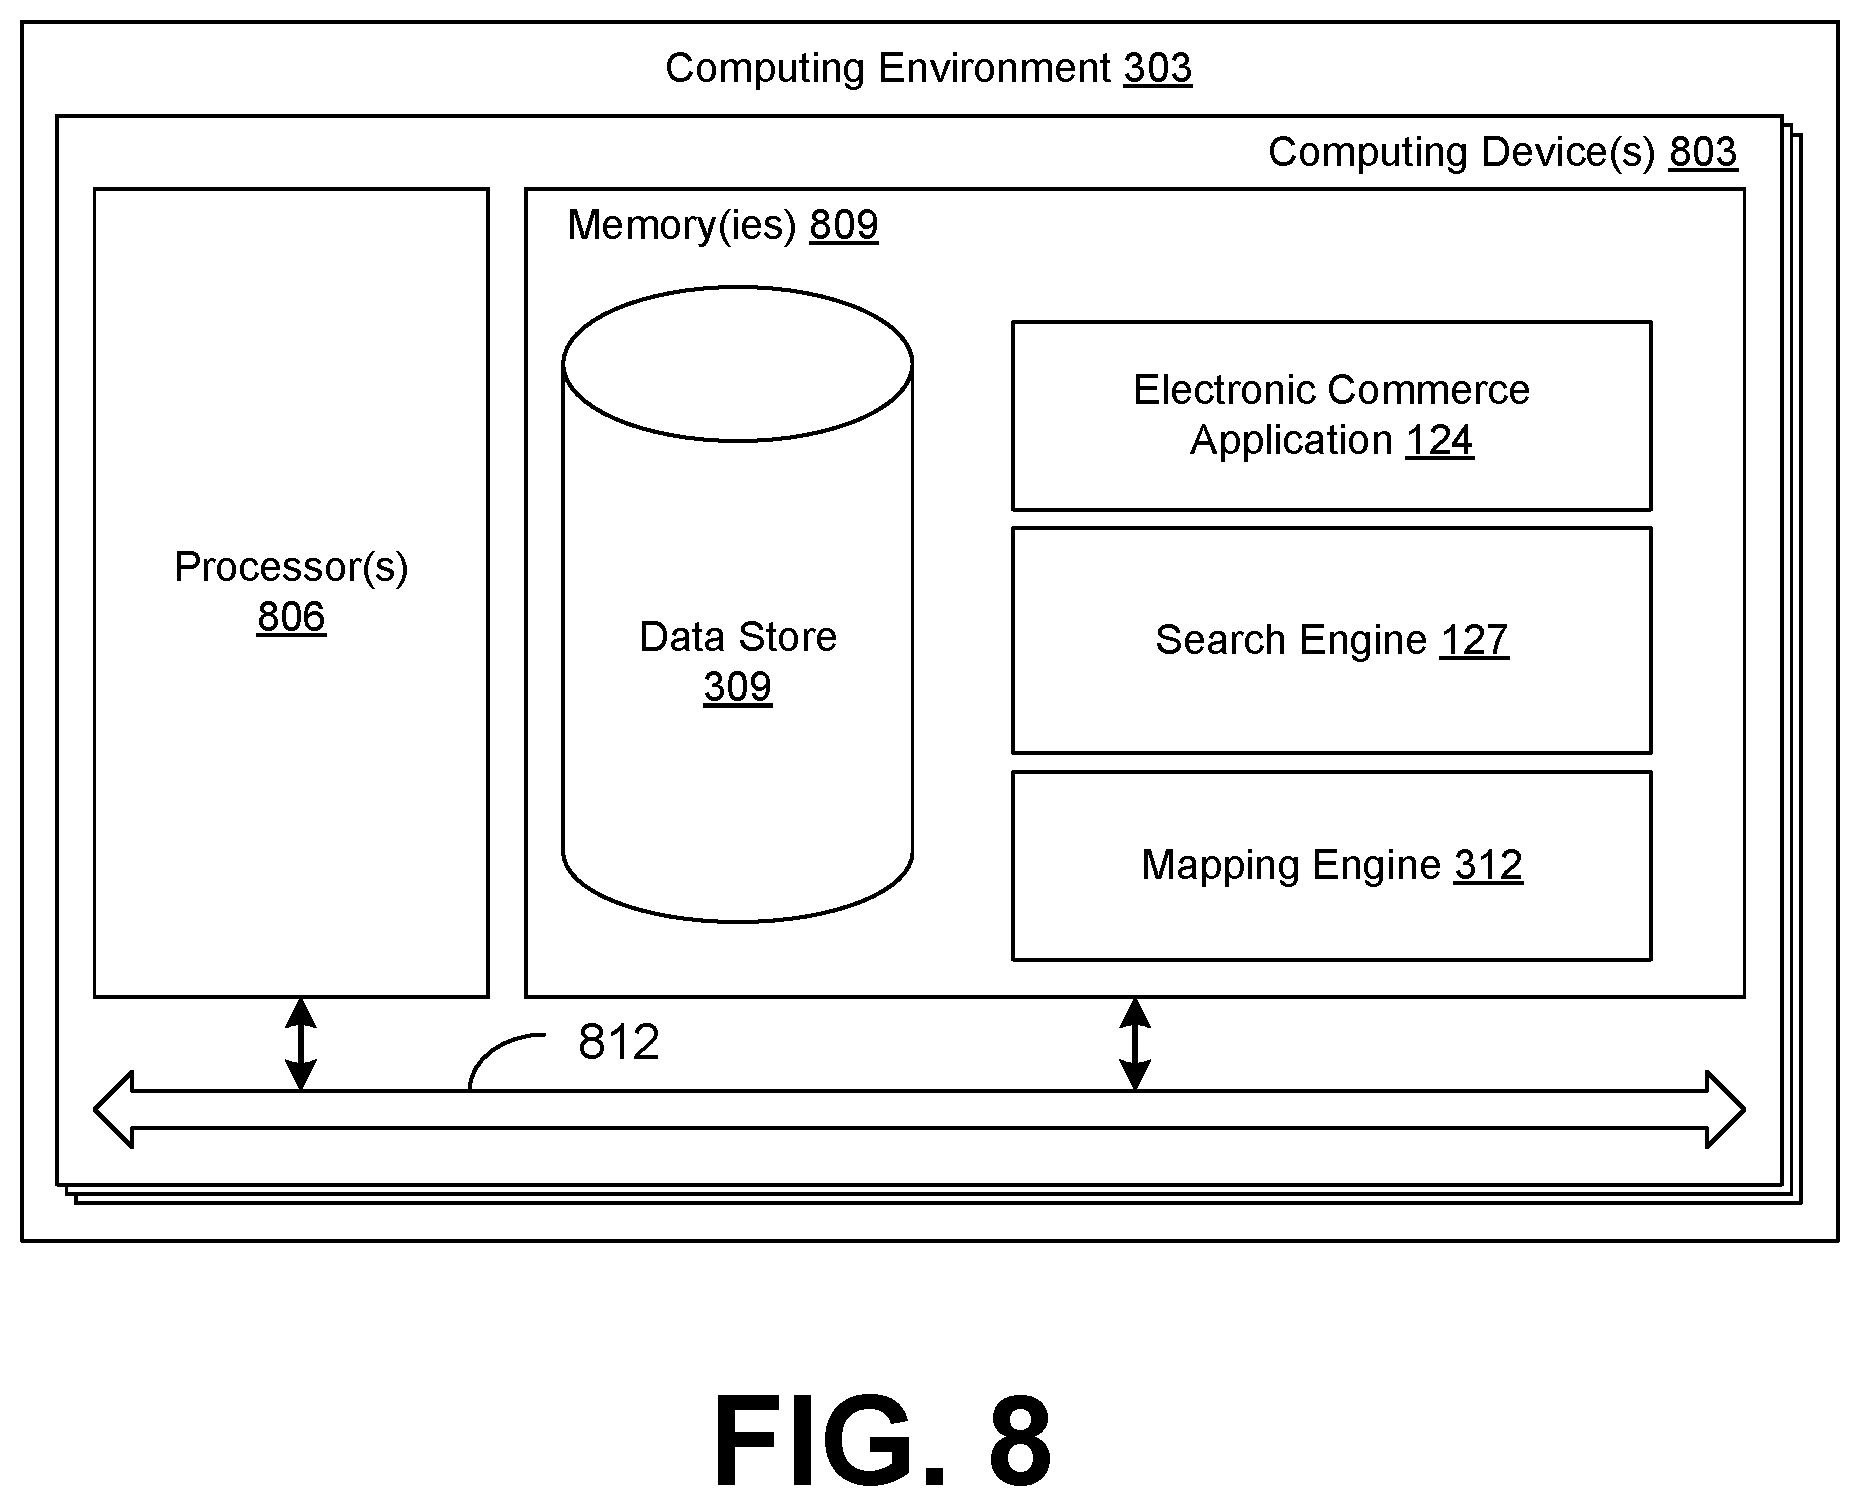 Computing Environment 303
Computing Device(s) 803
Memory(ies) 809
Processor(s)
806
Data Store
309
Electronic Commerce
Application 124
Search Engine 127
Mapping Engine 312
812
FIG. 8